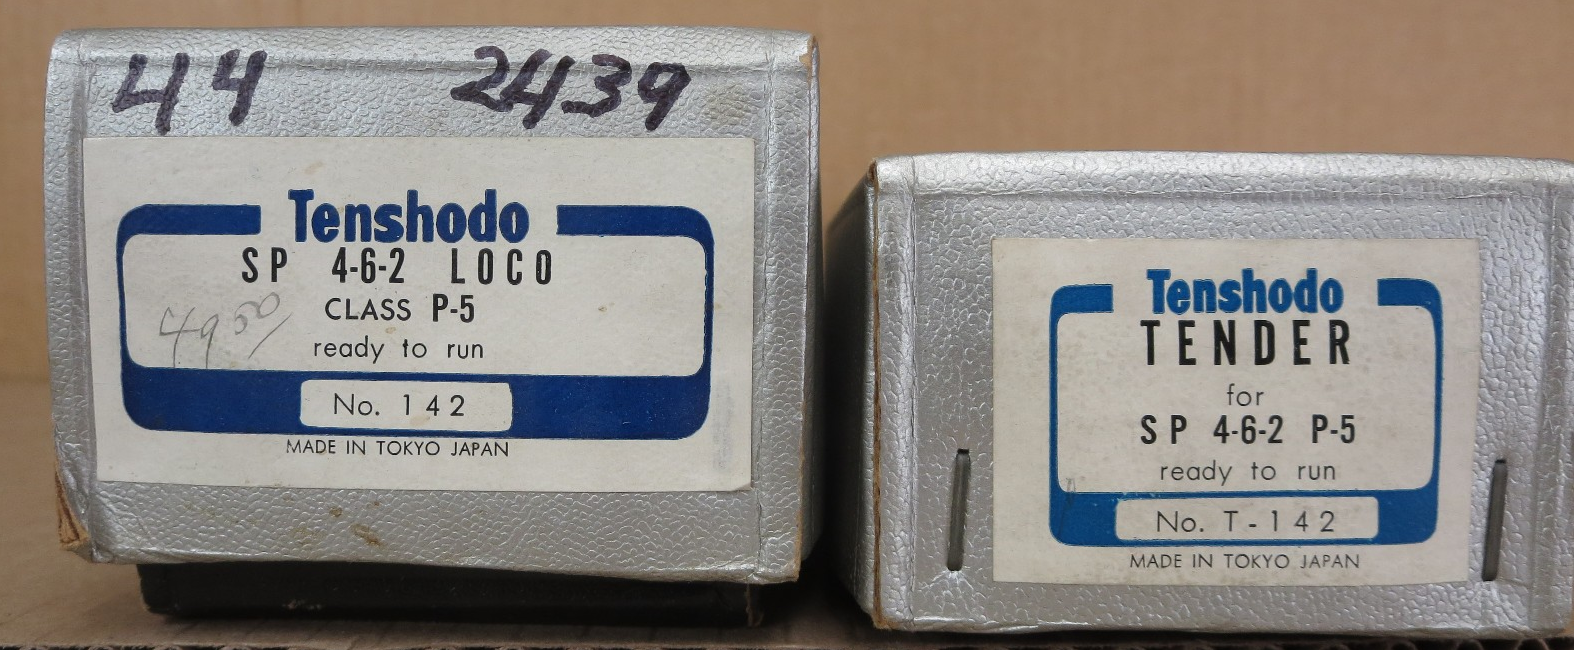 44 2439
Tenshodo
SP 4-6-2 LOCO
CLASS P-5
49 50/
ready to run
No. 142
MADE IN TOKYO JAPAN
Tenshodo
TENDER
for
SP 4-6-2 P-5
ready to run
No. T-142
MADE IN TOKYO JAPAN